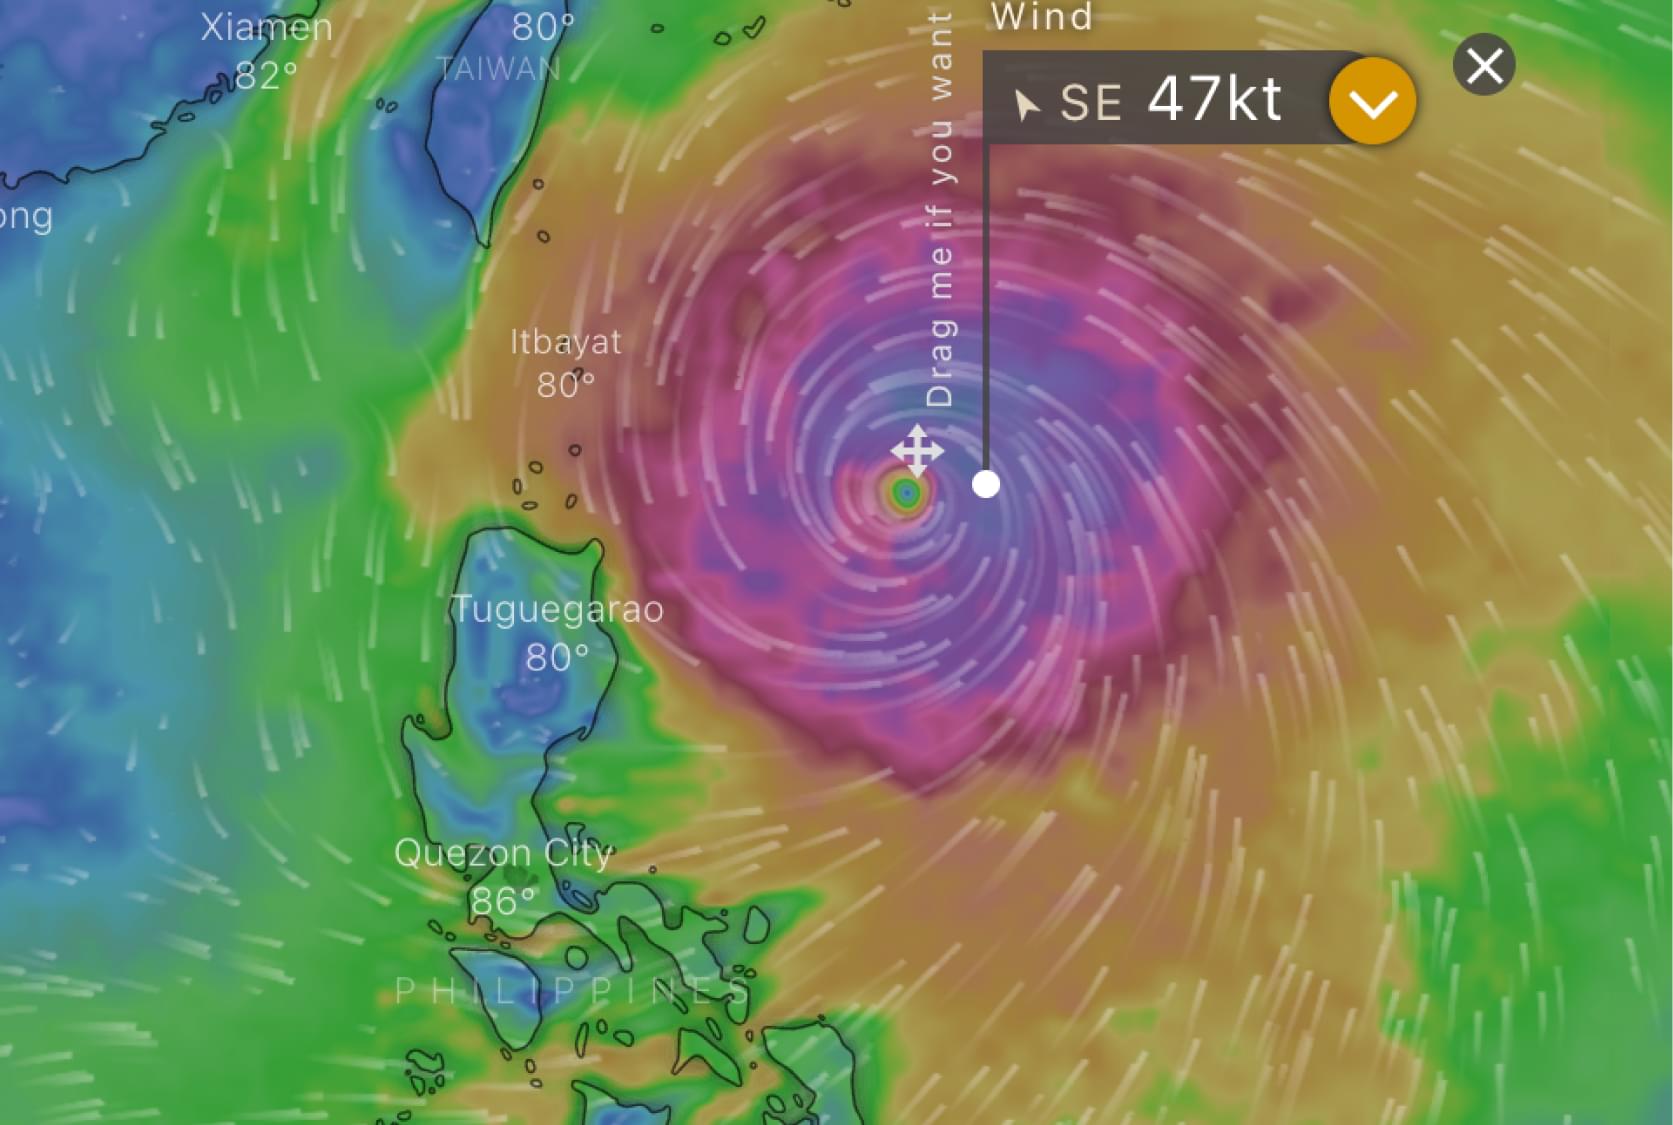 Xiamen
82°
80°
TAIWAN
Wind
SE 47kt
Drag me if you want
ong
Itbayat
80°
Tuguegarao
80°
Quezon City
86°
PHILIPPINES